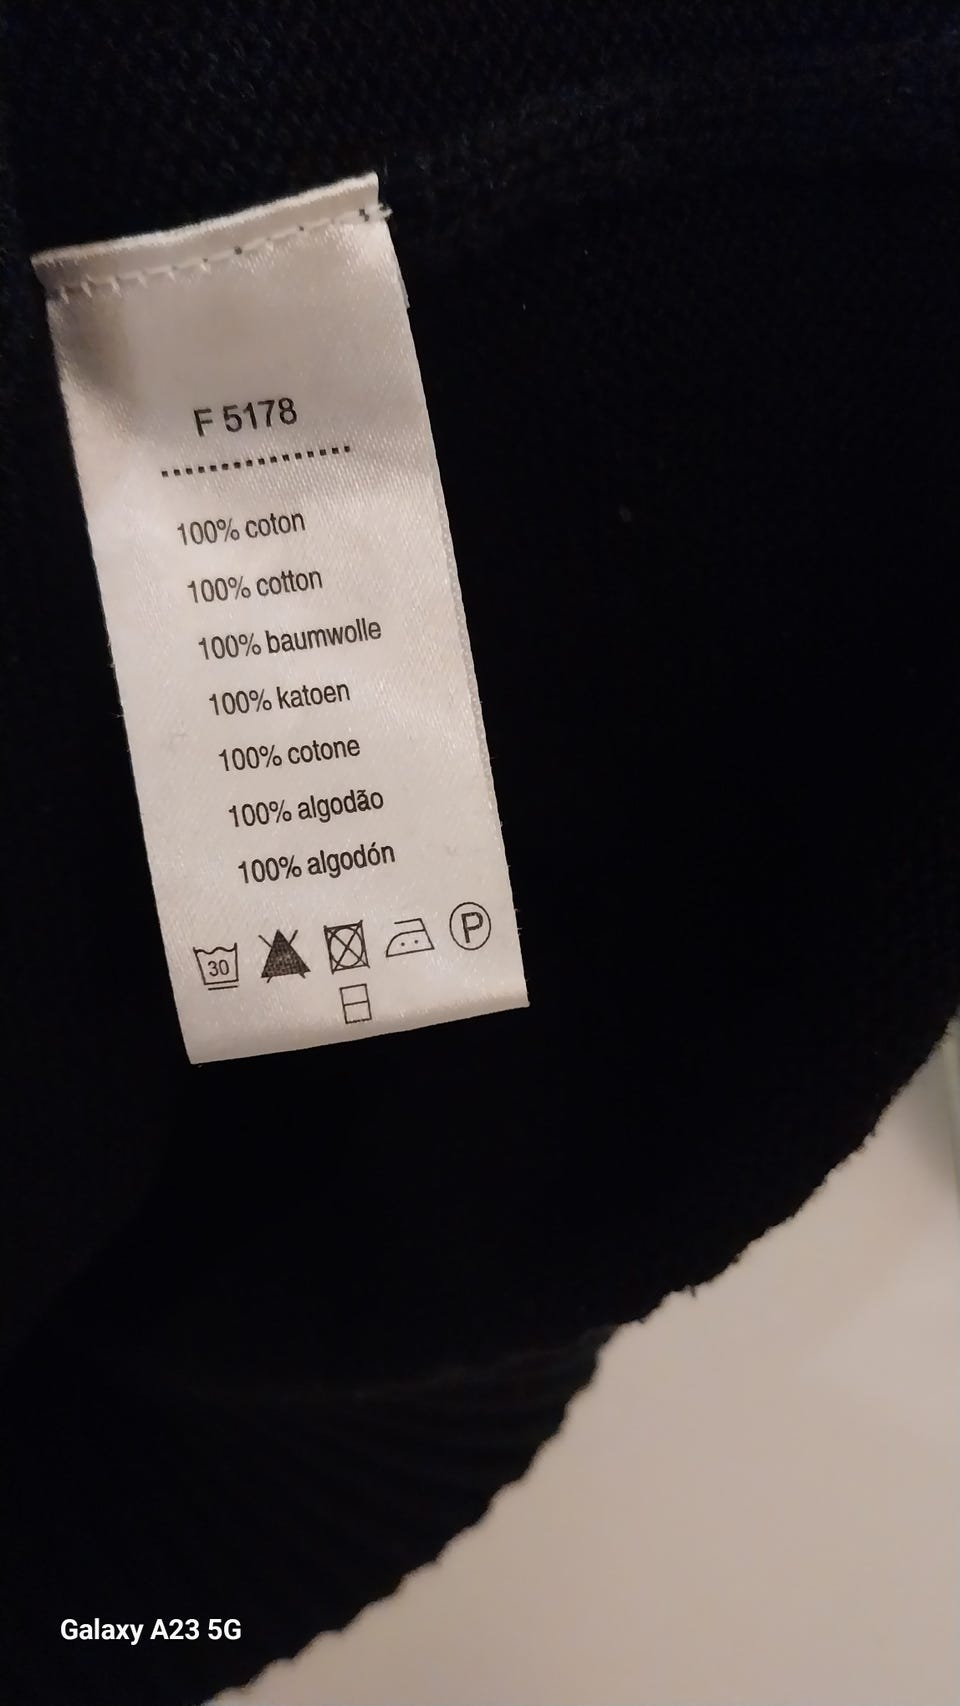 F 5178
100% coton
100% cotton
100% baumwolle
100% katoen
100% cotone
100% algodão
100% algodón
30
P
Galaxy A23 5G